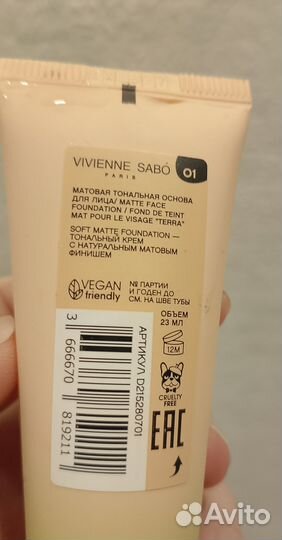 VIVIENNE SABÓ
PARIS
01
МАТОВАЯ ТОНАЛЬНАЯ ОСНОВА
ДЛЯ ЛИЦА/ MATTE FACE
FOUNDATION / FOND DE TEINT
MAT POUR LE VISAGE "TERRA"
SOFT MATTE FOUNDATION —
ТОНАЛЬНЫЙ КРЕМ
С НАТУРАЛЬНЫМ МАТОВЫМ
ФИНИШЕМ
VEGAN
friendly
№ ПАРТИИ
И ГОДЕН ДО
СМ. НА ШВЕ ТУБЫ
ОБЪЕМ
23 МЛ
12M
CRUELTY
FREE
EAC
АРТИКУЛ D215280701
3 666670 819211
Avito